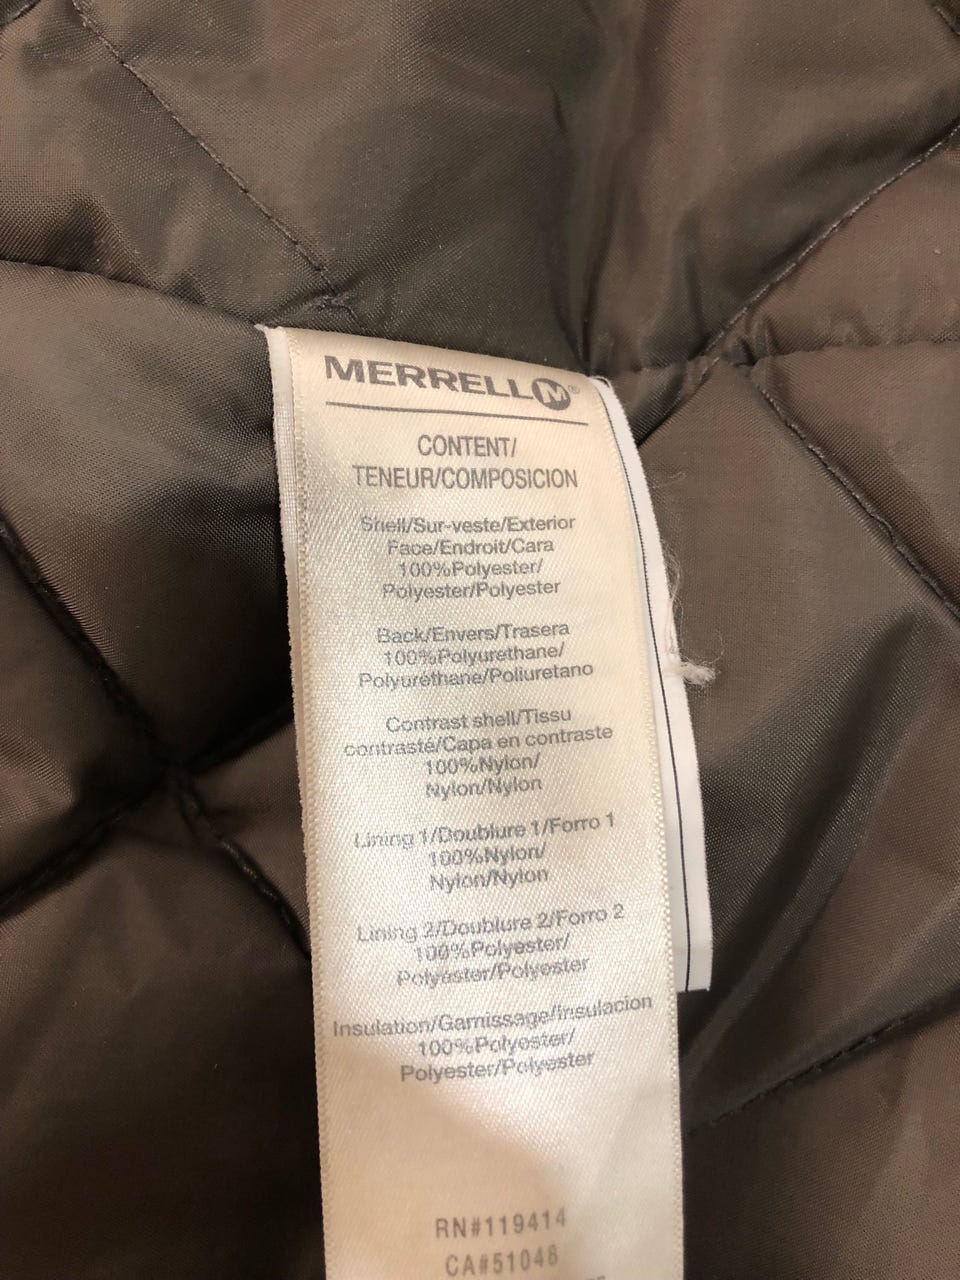 MERRELL M®
CONTENT/
TENEUR/COMPOSICION
Shell/Sur-veste/Exterior
Face/Endroit/Cara
100%Polyester/
Polyester/Polyester
Back/Envers/Trasera
100%Polyurethane/
Polyuréthane/Poliuretano
Contrast shell/Tissu
contrasté/Capa en contraste
100%Nylon/
Nylon/Nylon
Lining 1/Doublure 1/Forro 1
100%Nylon/
Nylon/Nylon
Lining 2/Doublure 2/Forro 2
100%Polyester/
Polyester/Polyester
Insulation/Garnissage/Insulacion
100%Polyester/
Polyester/Polyester
RN#119414
CA#51048